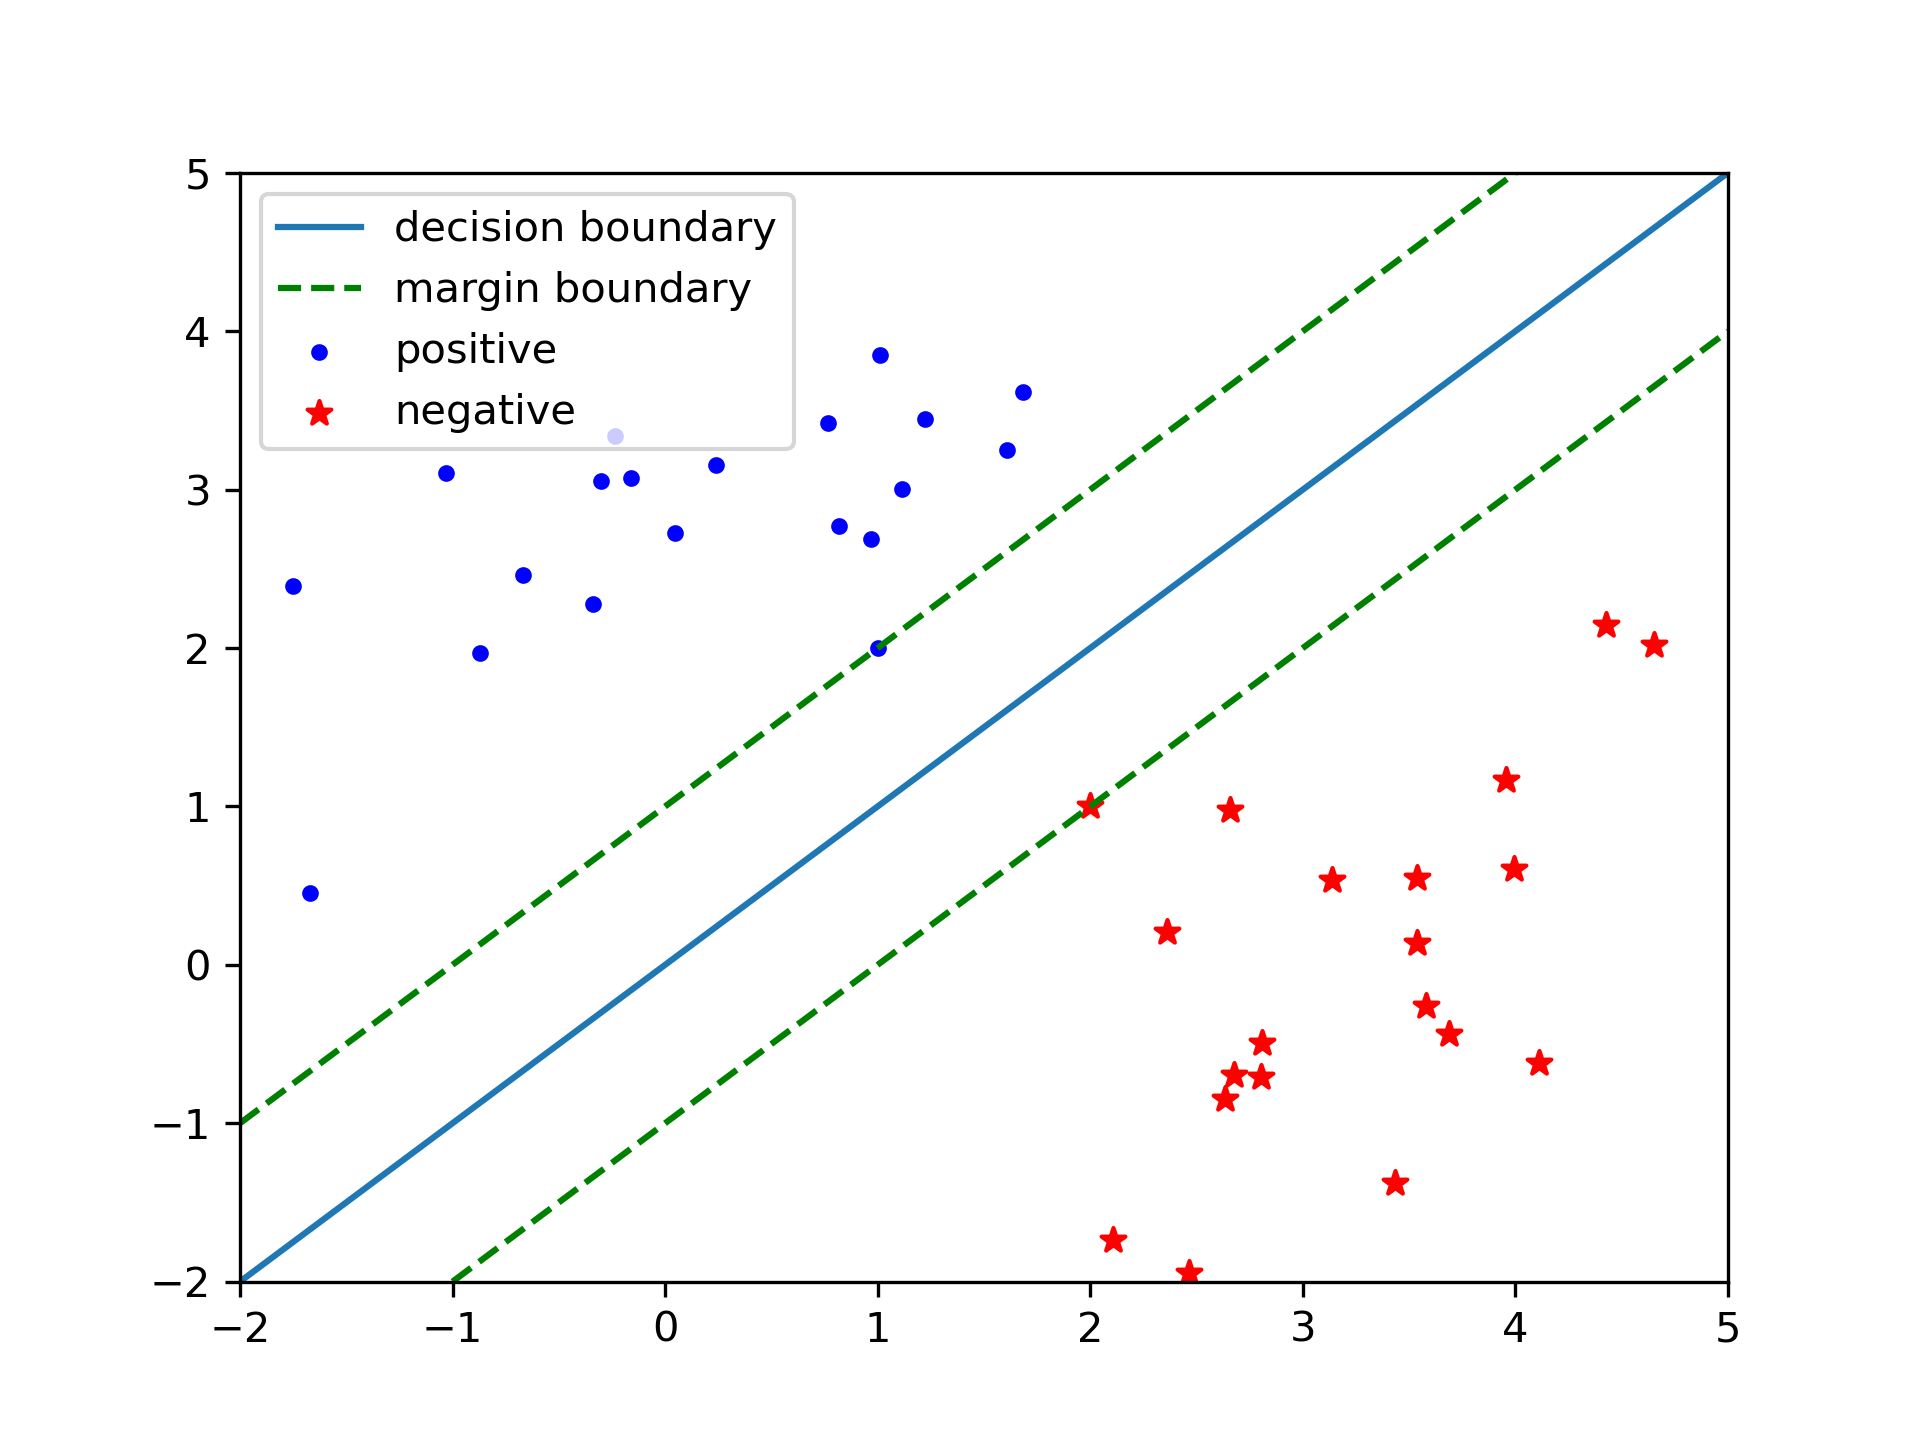 decision boundary
margin boundary
positive
negative
5
4
3
2
1
0
−1
−2
−2 −1 0 1 2 3 4 5